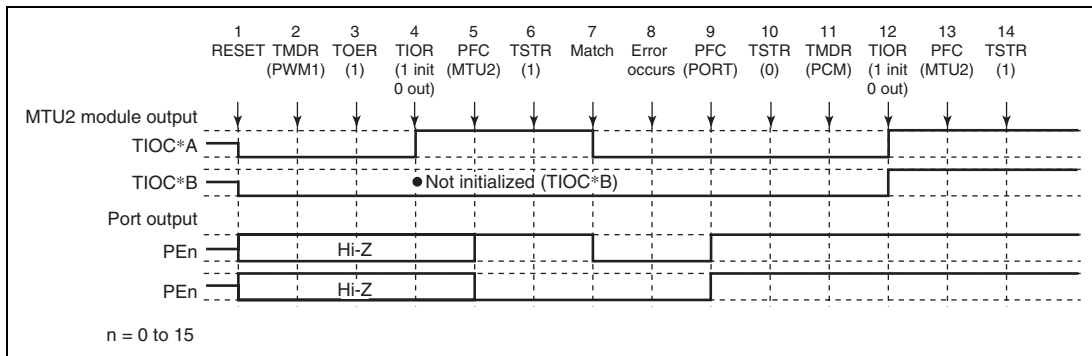 1 2 3 4 5 6 7 8 9 10 11 12 13 14
RESET TMDR TOER TIOR PFC TSTR Match Error PFC TSTR TMDR TIOR PFC TSTR
(PWM1) (1) (1 init (MTU2) (1) occurs (PORT) (0) (PCM) (1 init (MTU2) (1)
0 out) 0 out)
MTU2 module output
TIOC*A
TIOC*B
Not initialized (TIOC*B)
Port output
PEn
Hi-Z
PEn
Hi-Z
n = 0 to 15